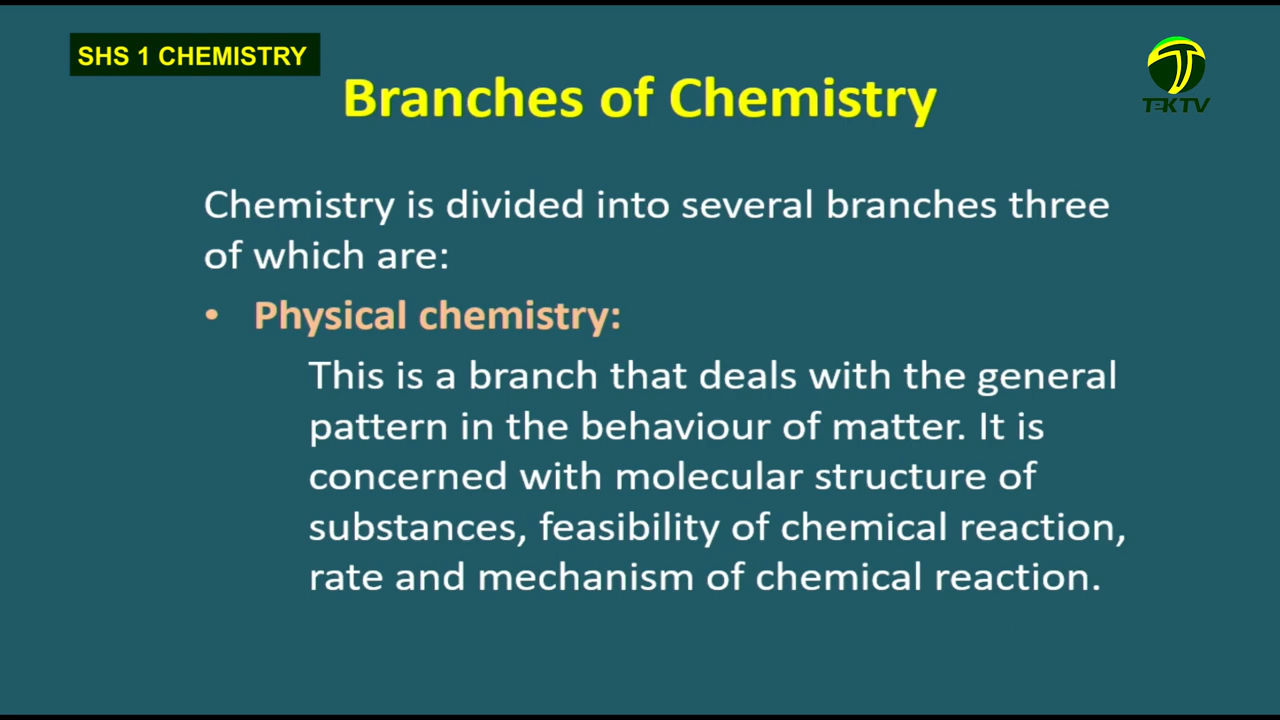 SHS 1 CHEMISTRY
TEKTV
Branches of Chemistry
Chemistry is divided into several branches three
of which are:
• Physical chemistry:
This is a branch that deals with the general
pattern in the behaviour of matter. It is
concerned with molecular structure of
substances, feasibility of chemical reaction,
rate and mechanism of chemical reaction.